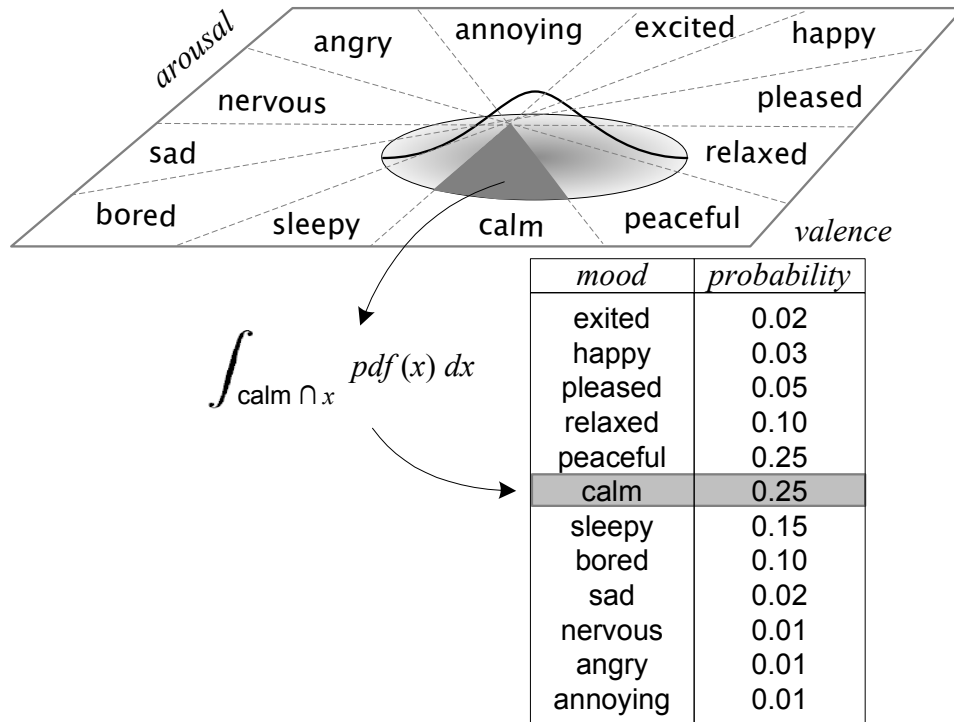 arousal
angry
annoying
excited
happy
nervous
pleased
sad
relaxed
bored
sleepy
calm
peaceful
valence
∫calm ∩ x pdf (x) dx
mood probability
exited 0.02
happy 0.03
pleased 0.05
relaxed 0.10
peaceful 0.25
calm 0.25
sleepy 0.15
bored 0.10
sad 0.02
nervous 0.01
angry 0.01
annoying 0.01